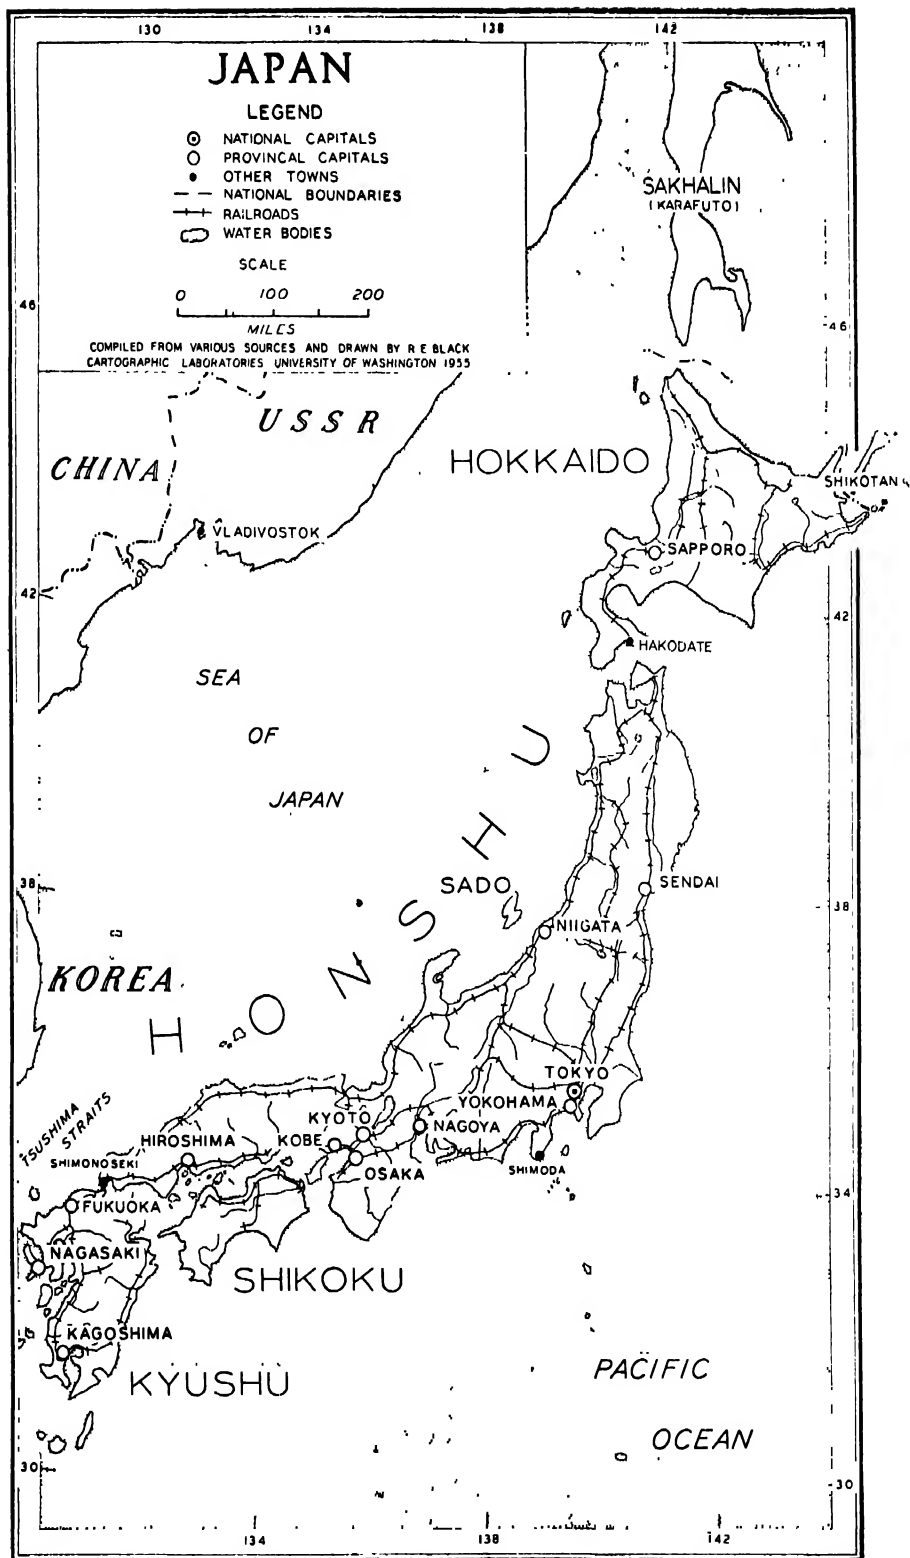 130 134 138 142
JAPAN
LEGEND
NATIONAL CAPITALS
PROVINCAL CAPITALS
OTHER TOWNS
NATIONAL BOUNDARIES
RAILROADS
WATER BODIES
SCALE
0 100 200
MILES
COMPILED FROM VARIOUS SOURCES AND DRAWN BY R E BLACK
CARTOGRAPHIC LABORATORIES UNIVERSITY OF WASHINGTON 1955
SAKHALIN
(KARAFUTO)
46
46
USSR
CHINA
HOKKAIDO
SHIKOTAN
VLADIVOSTOK
SAPPORO
42
42
HAKODATE
SEA
OF
JAPAN
HONSHU
38
SADO
SENDAI
38
NIIGATA
KOREA
TOKYO
YOKOHAMA
TSUSHIMA
STRAITS
KYOTO
NAGOYA
HIROSHIMA
KOBE
SHIMONOSEKI
OSAKA
SHIMODA
34
FUKUOKA
NAGASAKI
SHIKOKU
KAGOSHIMA
KYUSHU
PACIFIC
OCEAN
30
30
134 138 142